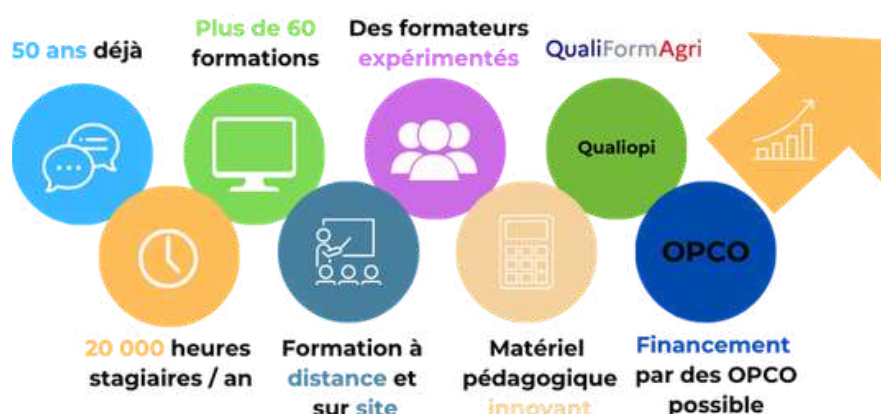 50 ans déjà
Plus de 60
formations
Des formateurs
expérimentés
QualiFormAgri
Qualiopi
OPCO
20 000 heures
stagiaires / an
Formation à
distance et
sur site
Matériel
pédagogique
innovant
Financement
par des OPCO
possible